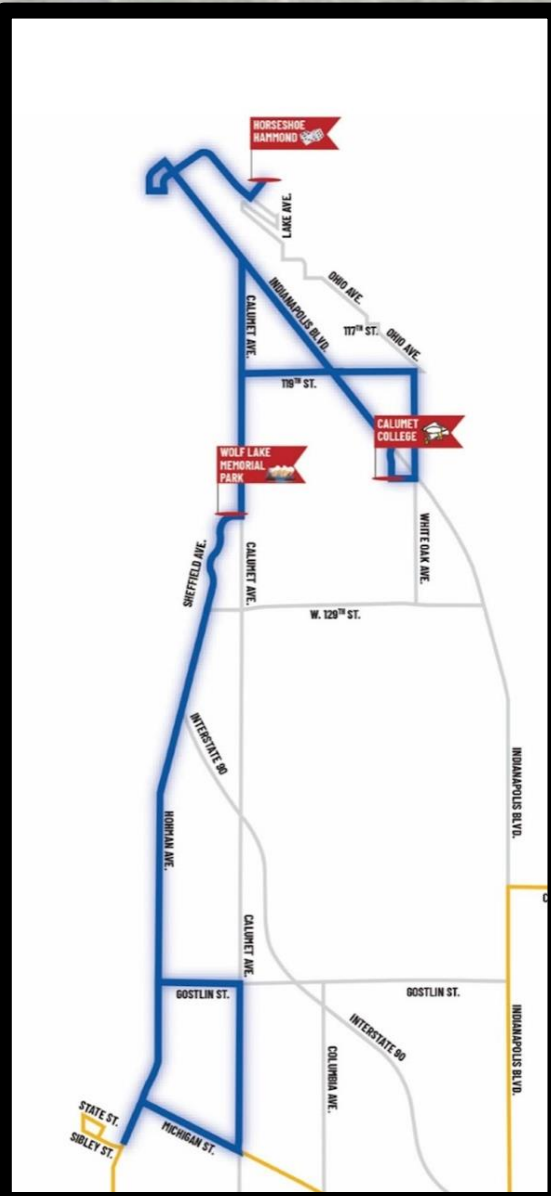 HORSESHOE
HAMMOND
LAKE AVE.
OHIO AVE.
INDIANAPOLIS BLVD.
CALUMET AVE.
117TH ST.
OHIO AVE.
119TH ST.
CALUMET
COLLEGE
WOLF LAKE
MEMORIAL
PARK
SHEFFIELD AVE.
CALUMET AVE.
WHITE OAK AVE.
W. 129TH ST.
INTERSTATE 90
INDIANAPOLIS BLVD.
HOHMAN AVE.
CALUMET AVE.
GOSTLIN ST.
GOSTLIN ST.
INTERSTATE 90
INDIANAPOLIS BLVD.
COLUMBIA AVE.
STATE ST.
SIBLEY ST.
MICHIGAN ST.